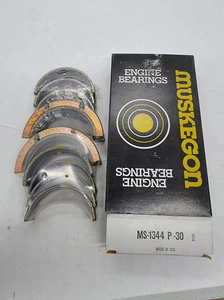 ENGINE
BEARINGS
MUSKEGON
ENGINE
BEARINGS
MS-1344 P -30
MADE IN USA